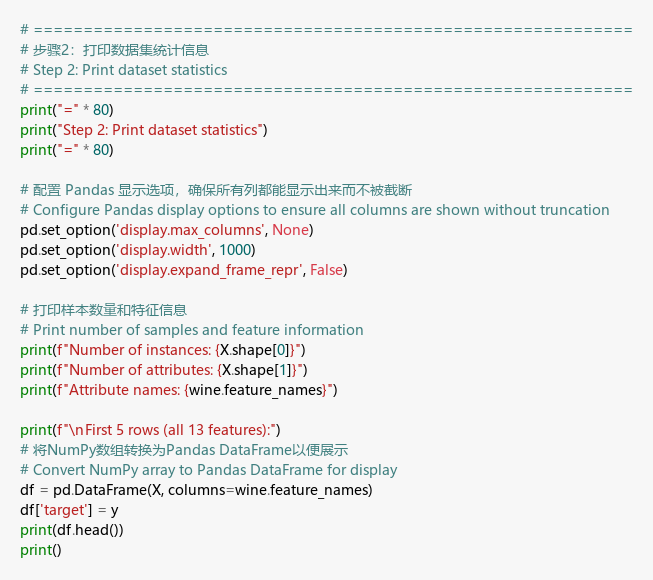 # ============================================================
# 步骤2：打印数据集统计信息
# Step 2: Print dataset statistics
# ============================================================
print("=" * 80)
print("Step 2: Print dataset statistics")
print("=" * 80)
# 配置 Pandas 显示选项，确保所有列都能显示出来而不被截断
# Configure Pandas display options to ensure all columns are shown without truncation
pd.set_option('display.max_columns', None)
pd.set_option('display.width', 1000)
pd.set_option('display.expand_frame_repr', False)
# 打印样本数量和特征信息
# Print number of samples and feature information
print(f"Number of instances: {X.shape[0]}")
print(f"Number of attributes: {X.shape[1]}")
print(f"Attribute names: {wine.feature_names}")
print(f"\nFirst 5 rows (all 13 features):")
# 将NumPy数组转换为Pandas DataFrame以便展示
# Convert NumPy array to Pandas DataFrame for display
df = pd.DataFrame(X, columns=wine.feature_names)
df['target'] = y
print(df.head())
print()